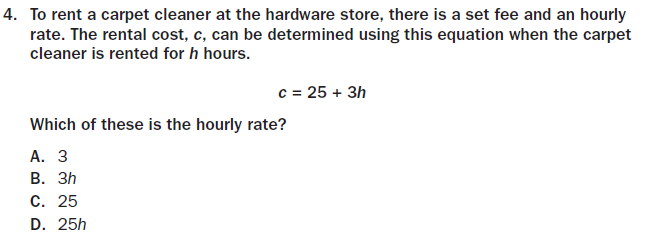 4. To rent a carpet cleaner at the hardware store, there is a set fee and an hourly
rate. The rental cost, c, can be determined using this equation when the carpet
cleaner is rented for h hours.
c = 25 + 3h
Which of these is the hourly rate?
A. 3
B. 3h
C. 25
D. 25h